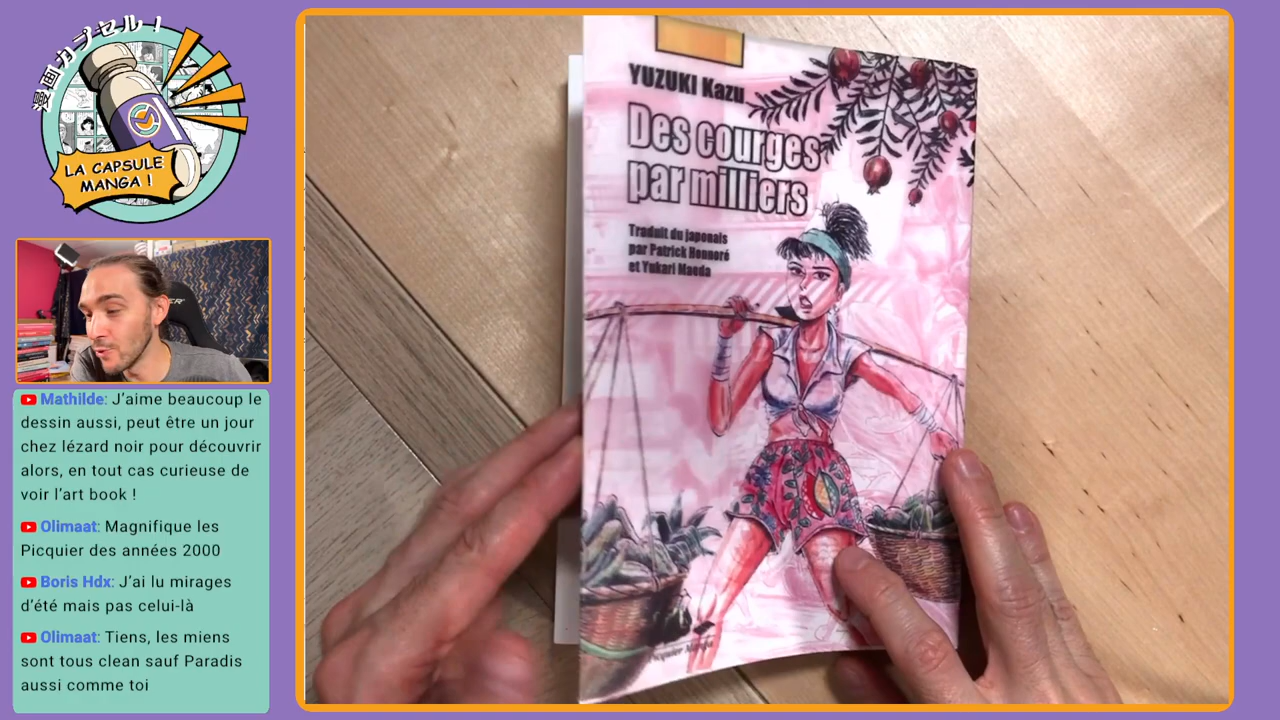 漫画カプセル！
LA CAPSULE
MANGA !
Mathilde: J'aime beaucoup le
dessin aussi, peut être un jour
chez lézard noir pour découvrir
alors, en tout cas curieuse de
voir l'art book !
Olimaat: Magnifique les
Picquier des années 2000
Boris Hdx: J'ai lu mirages
d'été mais pas celui-là
Olimaat: Tiens, les miens
sont tous clean sauf Paradis
aussi comme toi
YUZUKI Kazu
Des courges
par milliers
Traduit du japonais
par Patrick Honnoré
et Yukari Maeda
Picquier Manga